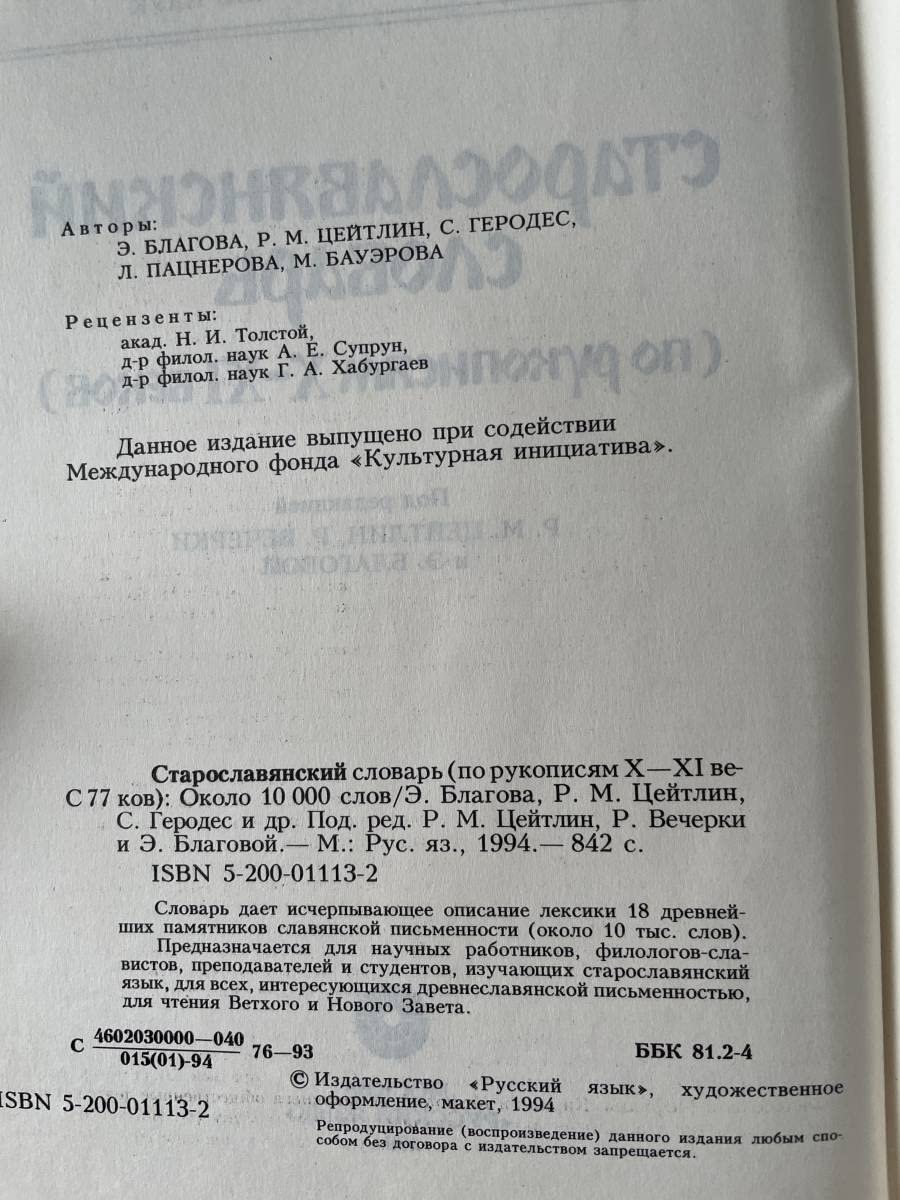 Авторы:
Э. БЛАГОВА, Р. М. ЦЕЙТЛИН, С. ГЕРОДЕС,
Л. ПАЦНЕРОВА, М. БАУЭРОВА
Рецензенты:
акад. Н. И. Толстой,
д-р филол. наук А. Е. Супрун,
д-р филол. наук Г. А. Хабургаев
Данное издание выпущено при содействии
Международного фонда «Культурная инициатива».
Старославянский словарь (по рукописям X—XI ве-
С 77 ков): Около 10 000 слов/Э. Благова, Р. М. Цейтлин,
С. Геродес и др. Под. ред. Р. М. Цейтлин, Р. Вечерки
и Э. Благовой.— М.: Рус. яз., 1994.— 842 с.
ISBN 5-200-01113-2
Словарь дает исчерпывающее описание лексики 18 древней-
ших памятников славянской письменности (около 10 тыс. слов).
Предназначается для научных работников, филологов-сла-
вистов, преподавателей и студентов, изучающих старославянский
язык, для всех, интересующихся древнеславянской письменностью,
для чтения Ветхого и Нового Завета.
С 4602030000—040
015(01)-94
76—93
ББК 81.2-4
© Издательство «Русский язык», художественное
оформление, макет, 1994
ISBN 5-200-01113-2
Репродуцирование (воспроизведение) данного издания любым спо-
собом без договора с издательством запрещается.